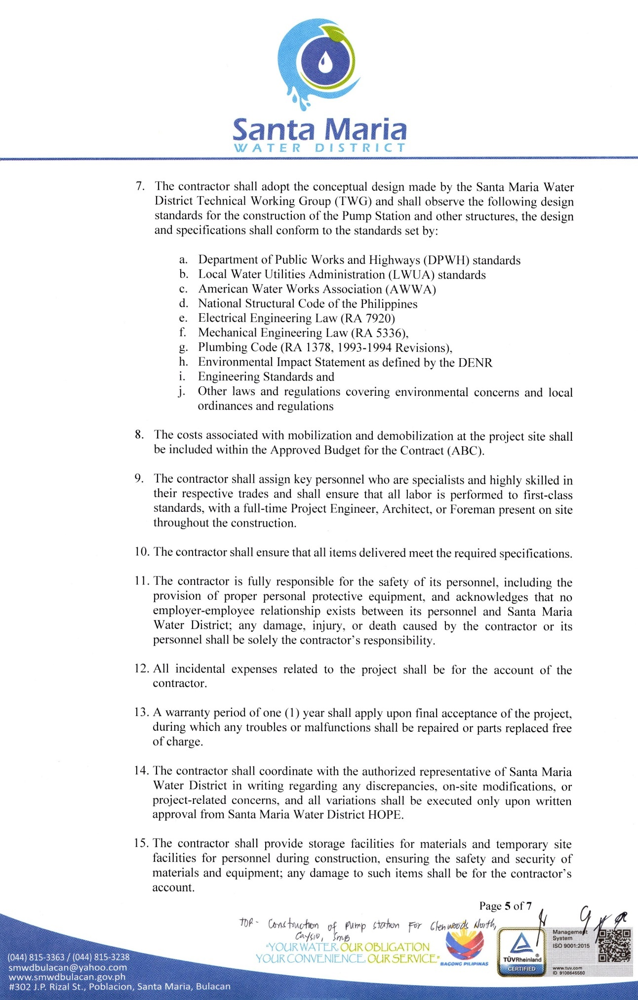 Santa Maria
WATER DISTRICT
7. The contractor shall adopt the conceptual design made by the Santa Maria Water
District Technical Working Group (TWG) and shall observe the following design
standards for the construction of the Pump Station and other structures, the design
and specifications shall conform to the standards set by:
a. Department of Public Works and Highways (DPWH) standards
b. Local Water Utilities Administration (LWUA) standards
c. American Water Works Association (AWWA)
d. National Structural Code of the Philippines
e. Electrical Engineering Law (RA 7920)
f. Mechanical Engineering Law (RA 5336),
g. Plumbing Code (RA 1378, 1993-1994 Revisions),
h. Environmental Impact Statement as defined by the DENR
i. Engineering Standards and
j. Other laws and regulations covering environmental concerns and local
ordinances and regulations
8. The costs associated with mobilization and demobilization at the project site shall
be included within the Approved Budget for the Contract (ABC).
9. The contractor shall assign key personnel who are specialists and highly skilled in
their respective trades and shall ensure that all labor is performed to first-class
standards, with a full-time Project Engineer, Architect, or Foreman present on site
throughout the construction.
10. The contractor shall ensure that all items delivered meet the required specifications.
11. The contractor is fully responsible for the safety of its personnel, including the
provision of proper personal protective equipment, and acknowledges that no
employer-employee relationship exists between its personnel and Santa Maria
Water District; any damage, injury, or death caused by the contractor or its
personnel shall be solely the contractor's responsibility.
12. All incidental expenses related to the project shall be for the account of the
contractor.
13. A warranty period of one (1) year shall apply upon final acceptance of the project,
during which any troubles or malfunctions shall be repaired or parts replaced free
of charge.
14. The contractor shall coordinate with the authorized representative of Santa Maria
Water District in writing regarding any discrepancies, on-site modifications, or
project-related concerns, and all variations shall be executed only upon written
approval from Santa Maria Water District HOPE.
15. The contractor shall provide storage facilities for materials and temporary site
facilities for personnel during construction, ensuring the safety and security of
materials and equipment; any damage to such items shall be for the contractor's
account.
Page 5 of 7
TOR - Construction of Pump Station For Glenwoods North,
Caysio, SMB
"YOUR WATER, OUR OBLIGATION
YOUR CONVENIENCE, OUR SERVICE"
BAGONG PILIPINAS
TÜVRheinland®
CERTIFIED
Management
System
ISO 9001:2015
www.tuv.com
ID 9108645560
(044) 815-3363 / (044) 815-3238
smwdbulacan@yahoo.com
www.smwdbulacan.gov.ph
#302 J.P. Rizal St., Poblacion, Santa Maria, Bulacan